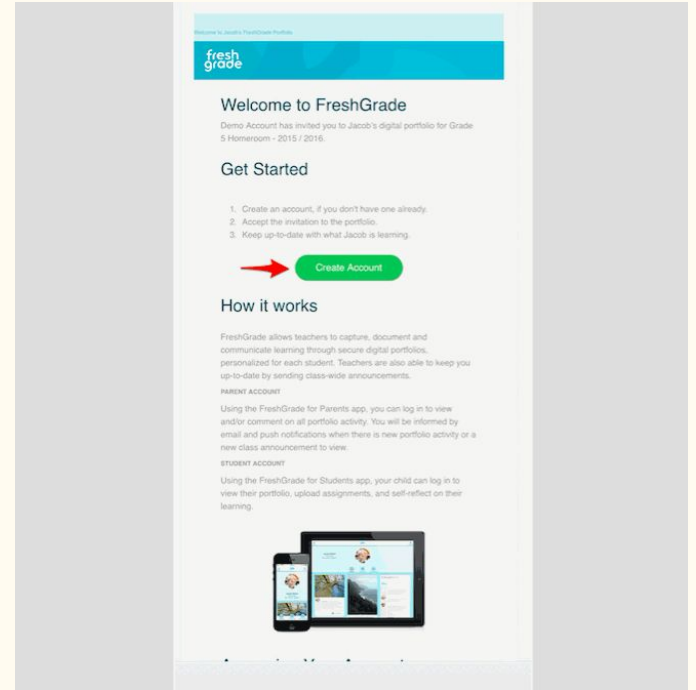 Welcome to Jacob's FreshGrade Portfolio
fresh
grade
Welcome to FreshGrade
Demo Account has invited you to Jacob's digital portfolio for Grade
5 Homeroom - 2015 / 2016.
Get Started
1. Create an account, if you don't have one already.
2. Accept the invitation to the portfolio.
3. Keep up-to-date with what Jacob is learning.
Create Account
How it works
FreshGrade allows teachers to capture, document and
communicate learning through secure digital portfolios,
personalized for each student. Teachers are also able to keep you
up-to-date by sending class-wide announcements.
PARENT ACCOUNT
Using the FreshGrade for Parents app, you can log in to view
and/or comment on all portfolio activity. You will be informed by
email and push notifications when there is new portfolio activity or a
new class announcement to view.
STUDENT ACCOUNT
Using the FreshGrade for Students app, your child can log in to
view their portfolio, upload assignments, and self-reflect on their
learning.